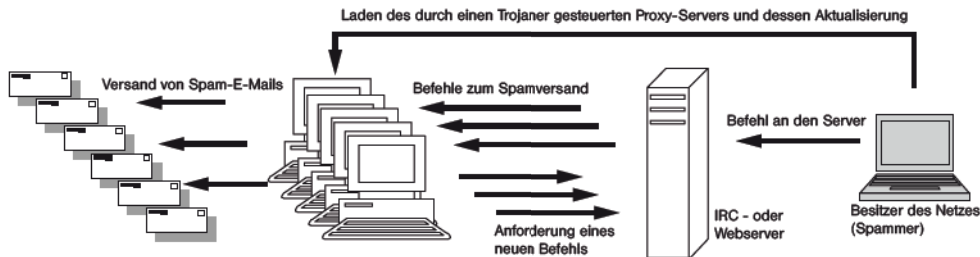 Laden des durch einen Trojaner gesteuerten Proxy-Servers und dessen Aktualisierung
Versand von Spam-E-Mails
Befehle zum Spamversand
Befehl an den Server
Anforderung eines
neuen Befehls
IRC - oder
Webserver
Besitzer des Netzes
(Spammer)